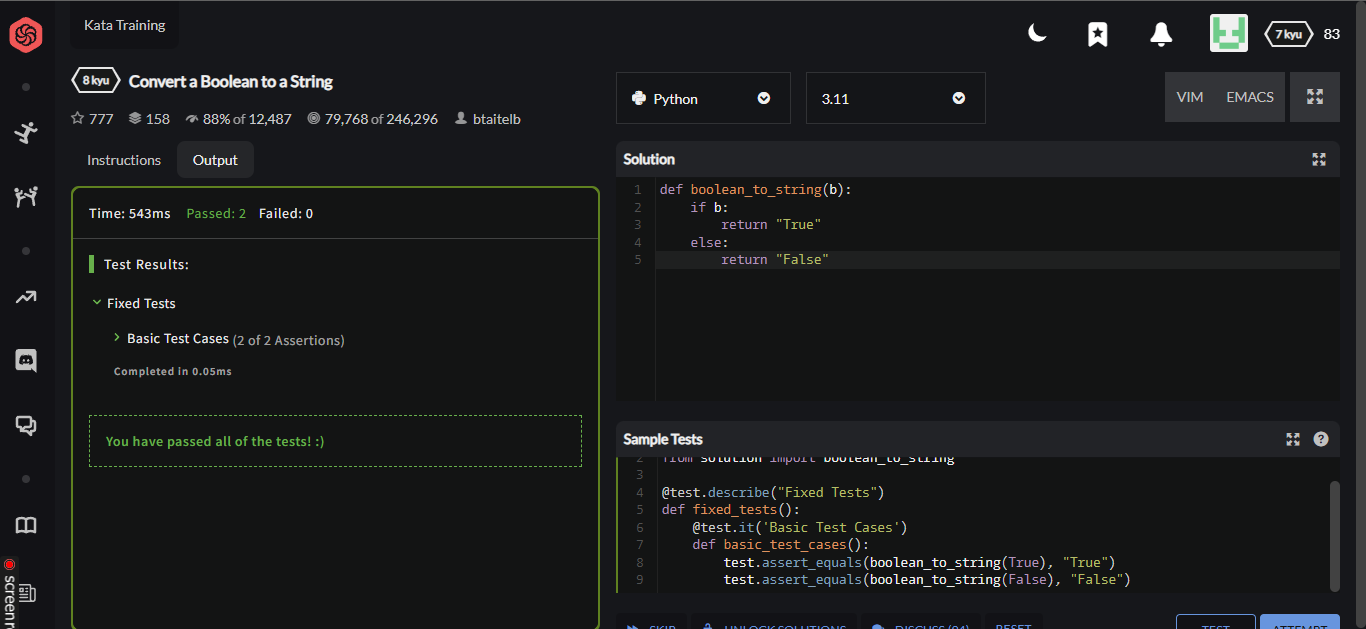 Kata Training
7 kyu 83
8 kyu Convert a Boolean to a String
777 158 88% of 12,487 79,768 of 246,296 btaitelb
Instructions Output
Time: 543ms Passed: 2 Failed: 0
Test Results:
Fixed Tests
Basic Test Cases (2 of 2 Assertions)
Completed in 0.05ms
You have passed all of the tests! :)
Python 3.11 VIM EMACS
Solution
1 def boolean_to_string(b):
2     if b:
3         return "True"
4     else:
5         return "False"
Sample Tests ?
2 from solution import boolean_to_string
3
4 @test.describe("Fixed Tests")
5 def fixed_tests():
6     @test.it('Basic Test Cases')
7     def basic_test_cases():
8         test.assert_equals(boolean_to_string(True), "True")
9         test.assert_equals(boolean_to_string(False), "False")
SKIP UNLOCK SOLUTIONS DISCUSS (94) RESET TEST ATTEMPT
screen r